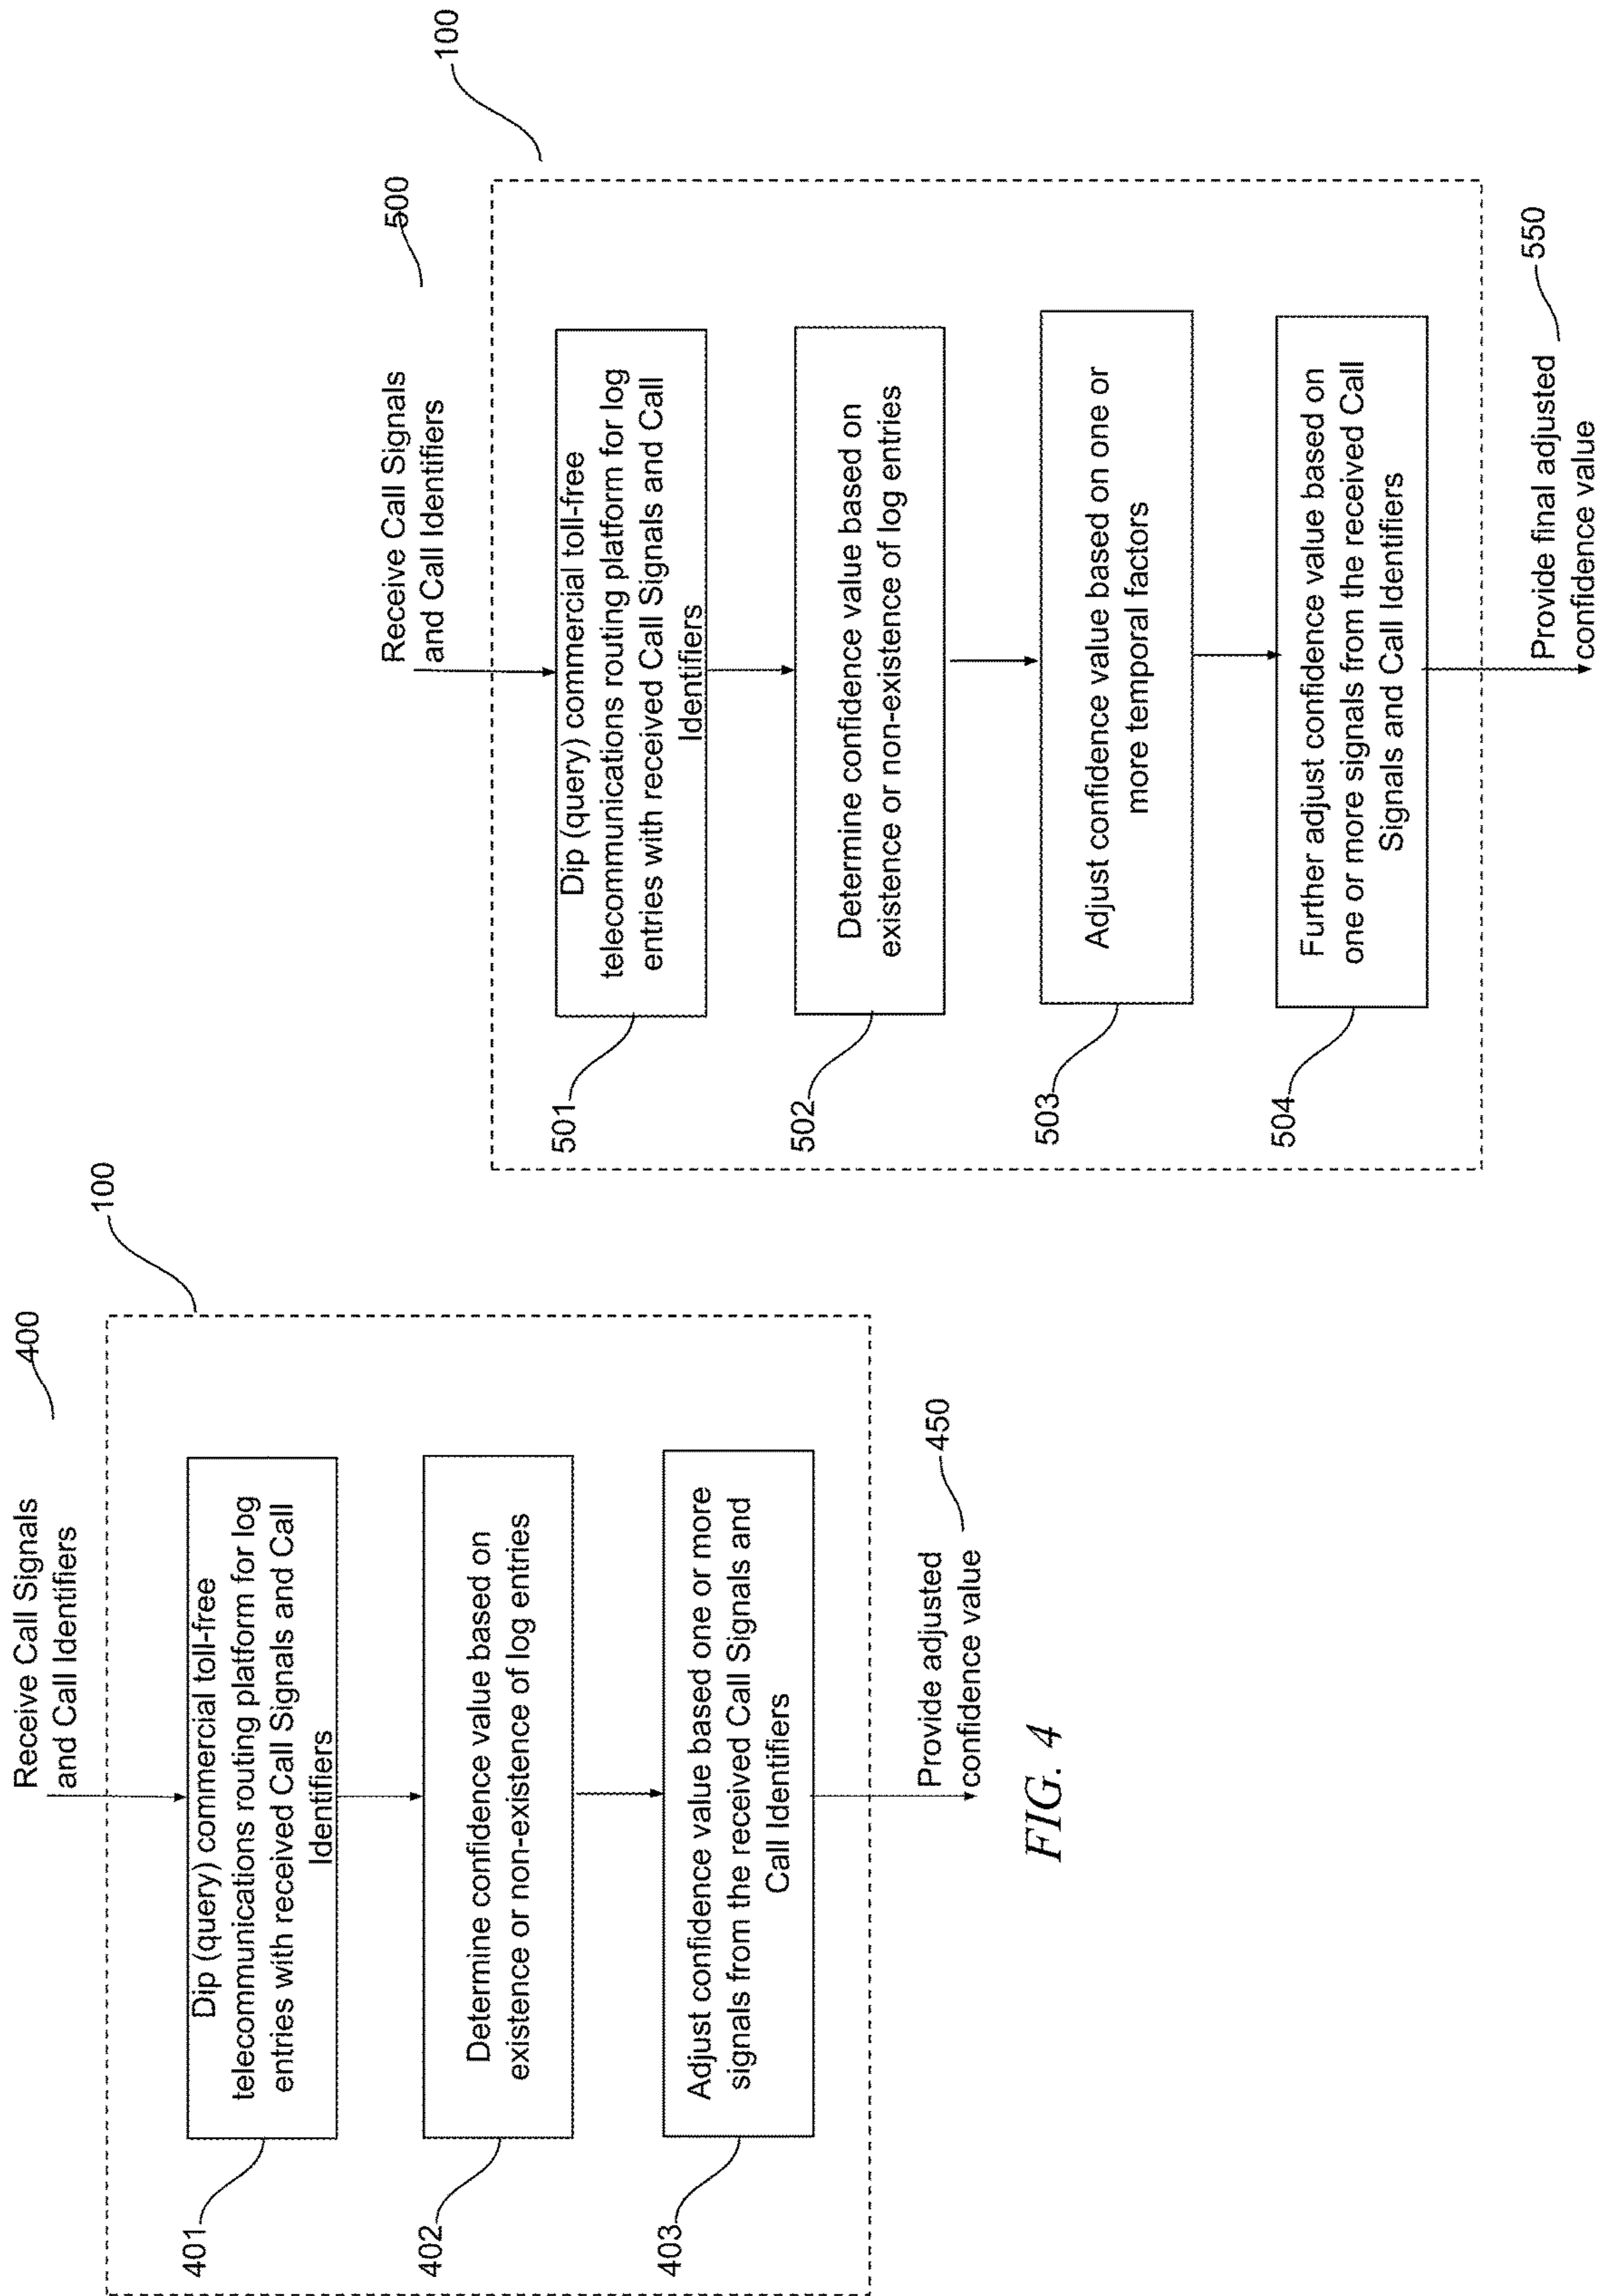 400
Receive Call Signals
and Call Identifiers
100
401
Dip (query) commercial toll-free
telecommunications routing platform for log
entries with received Call Signals and Call
Identifiers
402
Determine confidence value based on
existence or non-existence of log entries
403
Adjust confidence value based one or more
signals from the received Call Signals and
Call Identifiers
450
Provide adjusted
confidence value
FIG. 4
500
Receive Call Signals
and Call Identifiers
100
501
Dip (query) commercial toll-free
telecommunications routing platform for log
entries with received Call Signals and Call
Identifiers
502
Determine confidence value based on
existence or non-existence of log entries
503
Adjust confidence value based on one or
more temporal factors
504
Further adjust confidence value based on
one or more signals from the received Call
Signals and Call Identifiers
550
Provide final adjusted
confidence value